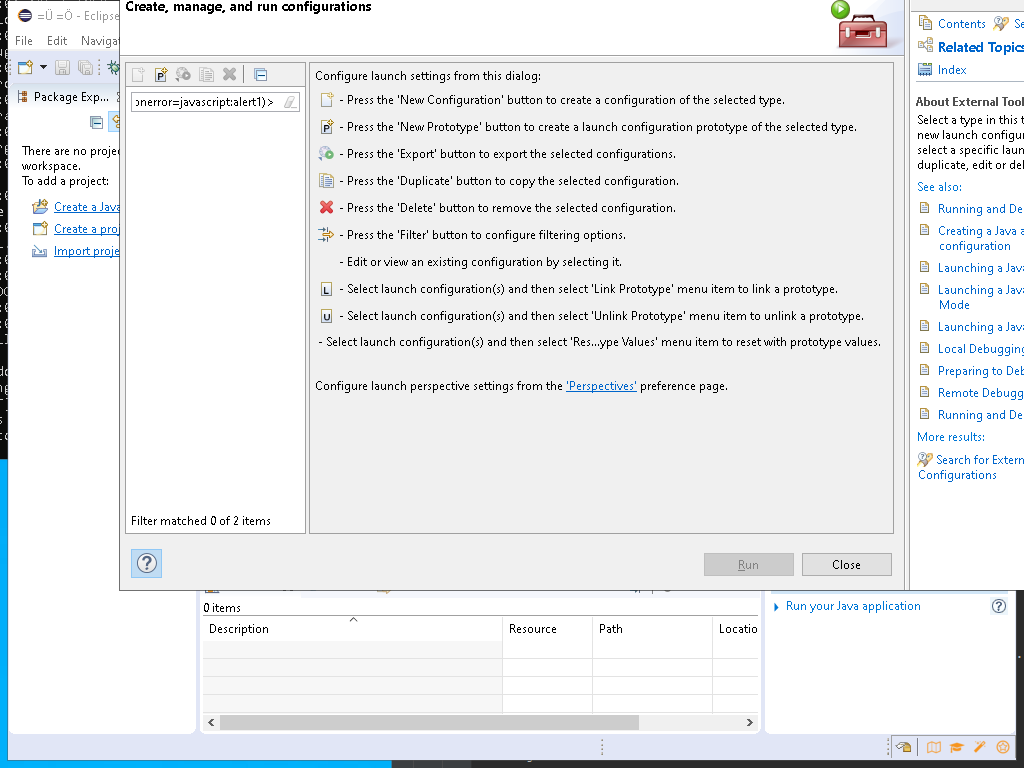 Create, manage, and run configurations
=Ü =Ö - Eclipse
File Edit Naviga
Package Exp...
There are no proje
workspace.
To add a project:
Create a Java
Create a pro
Import proje
onerror=javascript:alert1)>
Filter matched 0 of 2 items
Configure launch settings from this dialog:
- Press the 'New Configuration' button to create a configuration of the selected type.
- Press the 'New Prototype' button to create a launch configuration prototype of the selected type.
- Press the 'Export' button to export the selected configurations.
- Press the 'Duplicate' button to copy the selected configuration.
- Press the 'Delete' button to remove the selected configuration.
- Press the 'Filter' button to configure filtering options.
- Edit or view an existing configuration by selecting it.
L - Select launch configuration(s) and then select 'Link Prototype' menu item to link a prototype.
U - Select launch configuration(s) and then select 'Unlink Prototype' menu item to unlink a prototype.
- Select launch configuration(s) and then select 'Res...ype Values' menu item to reset with prototype values.
Configure launch perspective settings from the 'Perspectives' preference page.
Run
Close
Contents Se
Related Topics
Index
About External Tool
Select a type in this t
new launch configur
select a specific laun
duplicate, edit or del
See also:
Running and De
Creating a Java a
configuration
Launching a Java
Launching a Java
Mode
Launching a Java
Local Debugging
Preparing to Deb
Remote Debugg
Running and De
More results:
Search for Extern
Configurations
0 items
Description Resource Path Locatio
Run your Java application